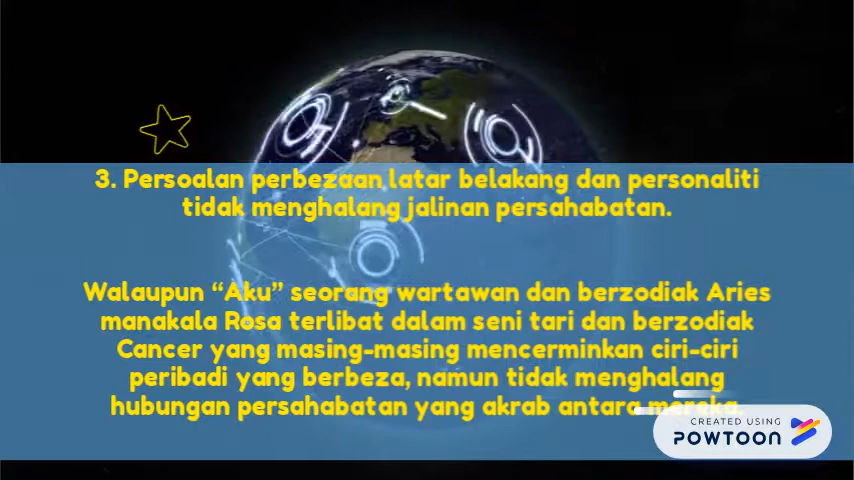 3. Persoalan perbezaan latar belakang dan personaliti
tidak menghalang jalinan persahabatan.
Walaupun “Aku” seorang wartawan dan berzodiak Aries
manakala Rosa terlibat dalam seni tari dan berzodiak
Cancer yang masing-masing mencerminkan ciri-ciri
peribadi yang berbeza, namun tidak menghalang
hubungan persahabatan yang akrab antara mereka.
CREATED USING
POWTOON